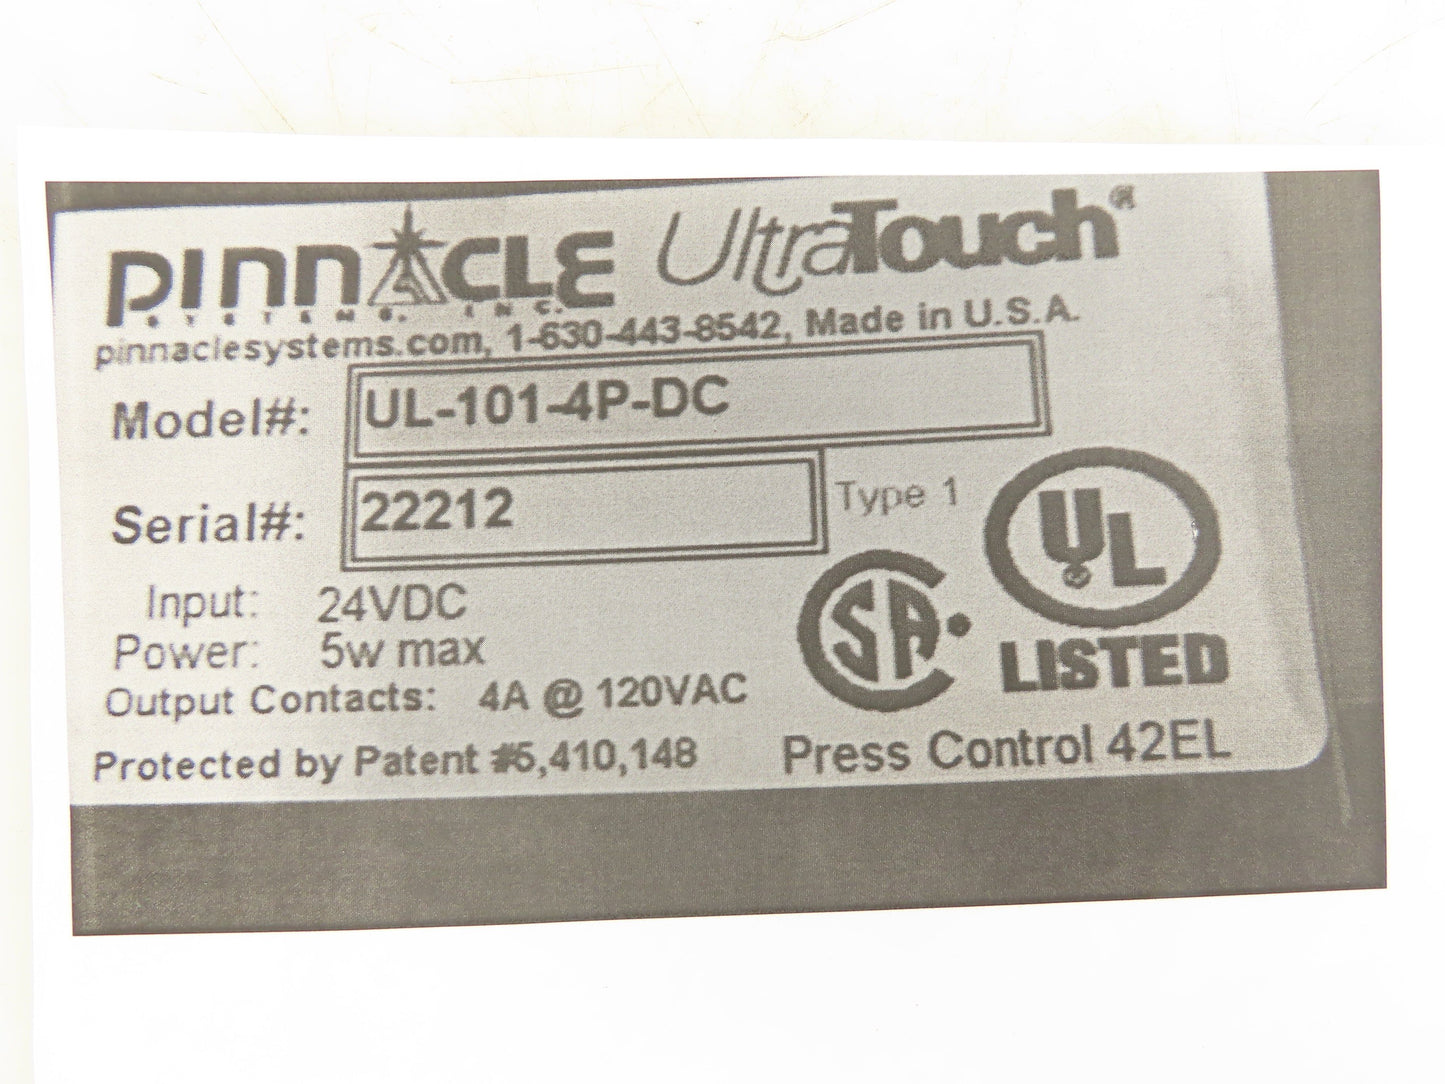 PINNACLE UltraTouch®
SYSTEMS, INC.
pinnaclesystems.com, 1-630-443-8542, Made in U.S.A.
Model#: UL-101-4P-DC
Serial#: 22212 Type 1
Input: 24VDC
Power: 5w max
Output Contacts: 4A @ 120VAC
Protected by Patent #5,410,148
SA
UL
LISTED
Press Control 42EL